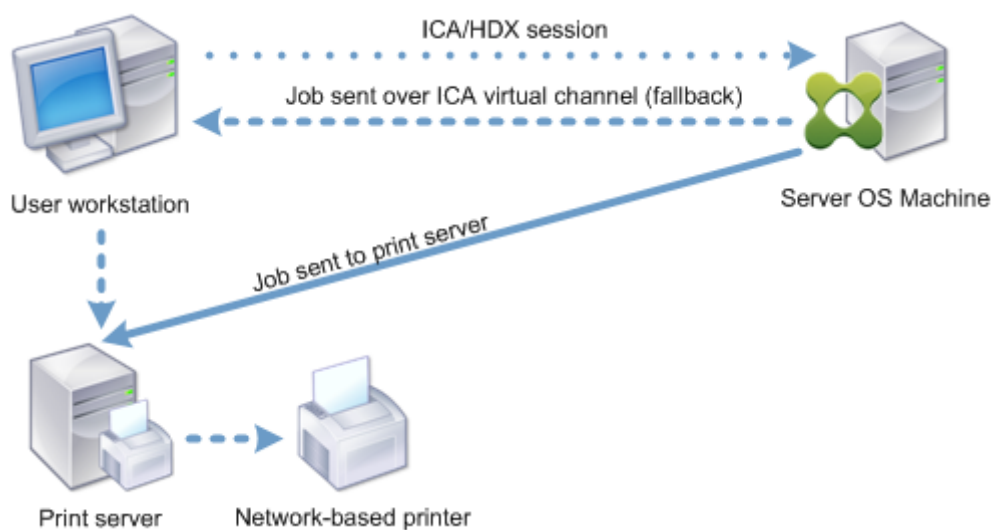 ICA/HDX session
Job sent over ICA virtual channel (fallback)
User workstation
Server OS Machine
Job sent to print server
Print server
Network-based printer